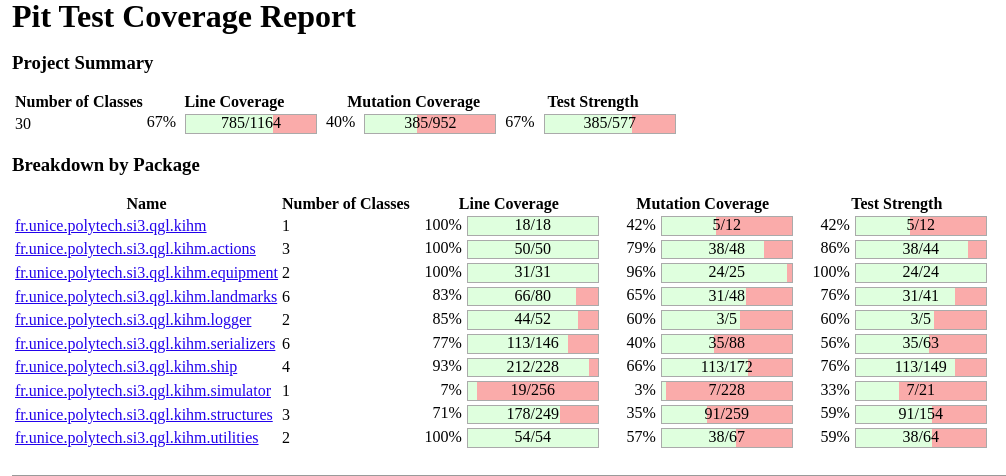 Pit Test Coverage Report
Project Summary
Number of Classes Line Coverage Mutation Coverage Test Strength
30 67% 785/1164 40% 385/952 67% 385/577
Breakdown by Package
Name Number of Classes Line Coverage Mutation Coverage Test Strength
fr.unice.polytech.si3.qgl.kihm 1 100% 18/18 42% 5/12 42% 5/12
fr.unice.polytech.si3.qgl.kihm.actions 3 100% 50/50 79% 38/48 86% 38/44
fr.unice.polytech.si3.qgl.kihm.equipment 2 100% 31/31 96% 24/25 100% 24/24
fr.unice.polytech.si3.qgl.kihm.landmarks 6 83% 66/80 65% 31/48 76% 31/41
fr.unice.polytech.si3.qgl.kihm.logger 2 85% 44/52 60% 3/5 60% 3/5
fr.unice.polytech.si3.qgl.kihm.serializers 6 77% 113/146 40% 35/88 56% 35/63
fr.unice.polytech.si3.qgl.kihm.ship 4 93% 212/228 66% 113/172 76% 113/149
fr.unice.polytech.si3.qgl.kihm.simulator 1 7% 19/256 3% 7/228 33% 7/21
fr.unice.polytech.si3.qgl.kihm.structures 3 71% 178/249 35% 91/259 59% 91/154
fr.unice.polytech.si3.qgl.kihm.utilities 2 100% 54/54 57% 38/67 59% 38/64